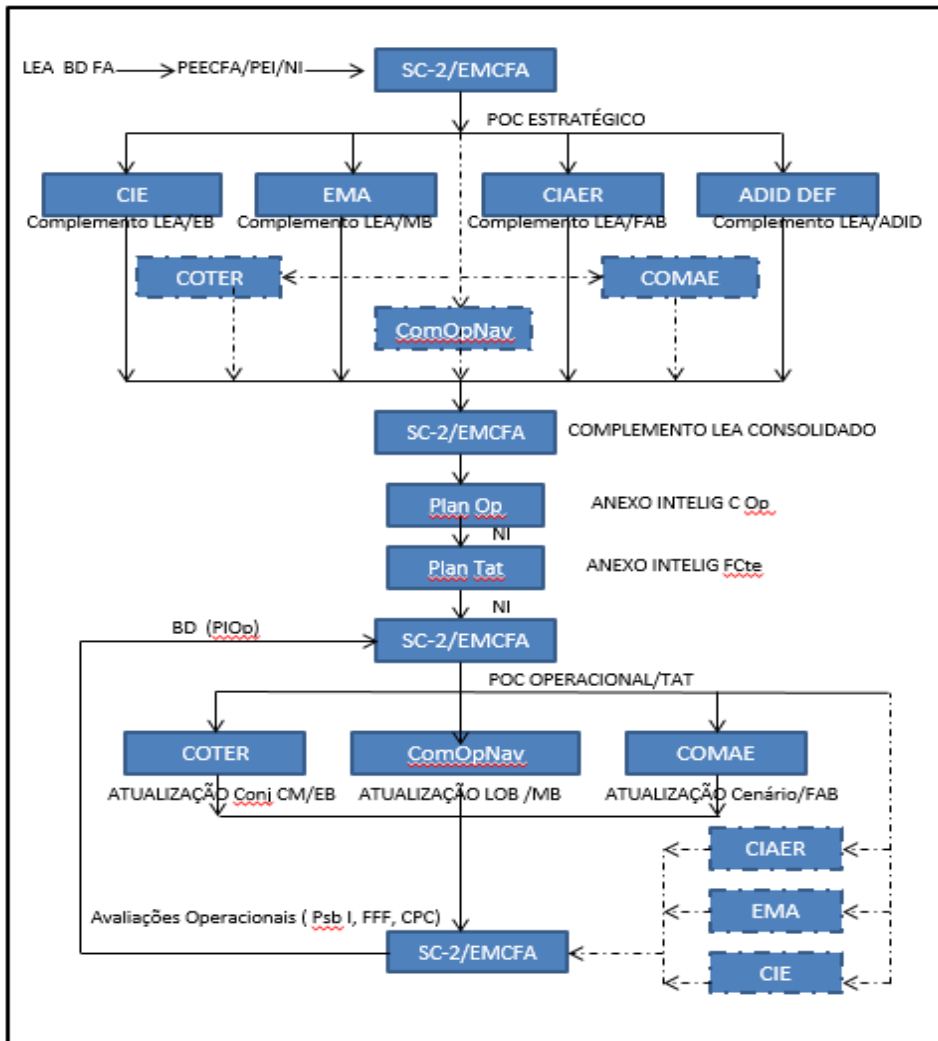 LEA BD FA PEECFA/PEI/NI SC-2/EMCFA
POC ESTRATÉGICO
CIE EMA CIAER ADID DEF
Complemento LEA/EB Complemento LEA/MB Complemento LEA/FAB Complemento LEA/ADID
COTER COMAE
ComOpNav
SC-2/EMCFA COMPLEMENTO LEA CONSOLIDADO
Plan Op ANEXO INTELIG C Op
NI
Plan Tat ANEXO INTELIG FCte
NI
BD (PIOp) SC-2/EMCFA
POC OPERACIONAL/TAT
COTER ComOpNav COMAE
ATUALIZAÇÃO Conj CM/EB ATUALIZAÇÃO LOB /MB ATUALIZAÇÃO Cenário/FAB
CIAER
EMA
Avaliações Operacionais ( Psb I, FFF, CPC)
SC-2/EMCFA
CIE